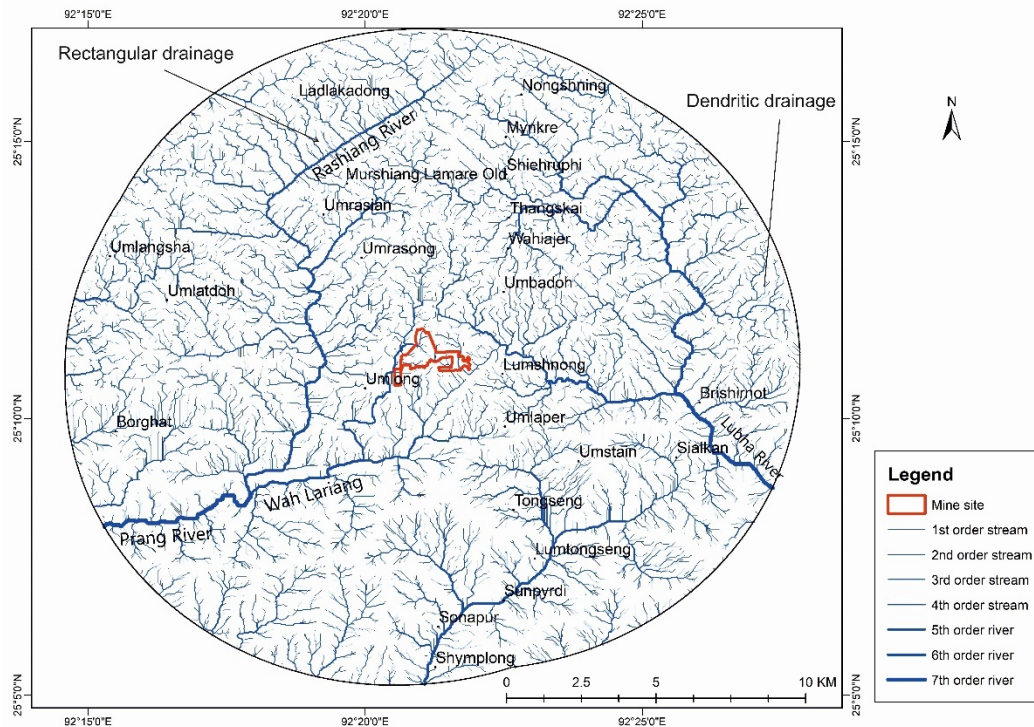 92°15'0"E
92°20'0"E
92°25'0"E
Rectangular drainage
Ladlakadong
Nongshning
Dendritic drainage
N
25°15'0"N
Mynkre
25°15'0"N
Rashiang River
Shiehruphi
Murshiang Lamare Old
Umrasian
Thangskai
Umlangsha
Umrasong
Wahiajer
Umlatdoh
Umbadoh
Lumshnong
Umlong
Brishirnot
25°10'0"N
Borghat
Umlaper
25°10'0"N
Lubha River
Umstain
Sialkan
Wah Lariang
Tongseng
Prang River
Lumtongseng
Sunpyrdi
Sonapur
Shymplong
25°5'0"N
25°5'0"N
0
2.5
5
10 KM
92°15'0"E
92°20'0"E
92°25'0"E
Legend
Mine site
1st order stream
2nd order stream
3rd order stream
4th order stream
5th order river
6th order river
7th order river